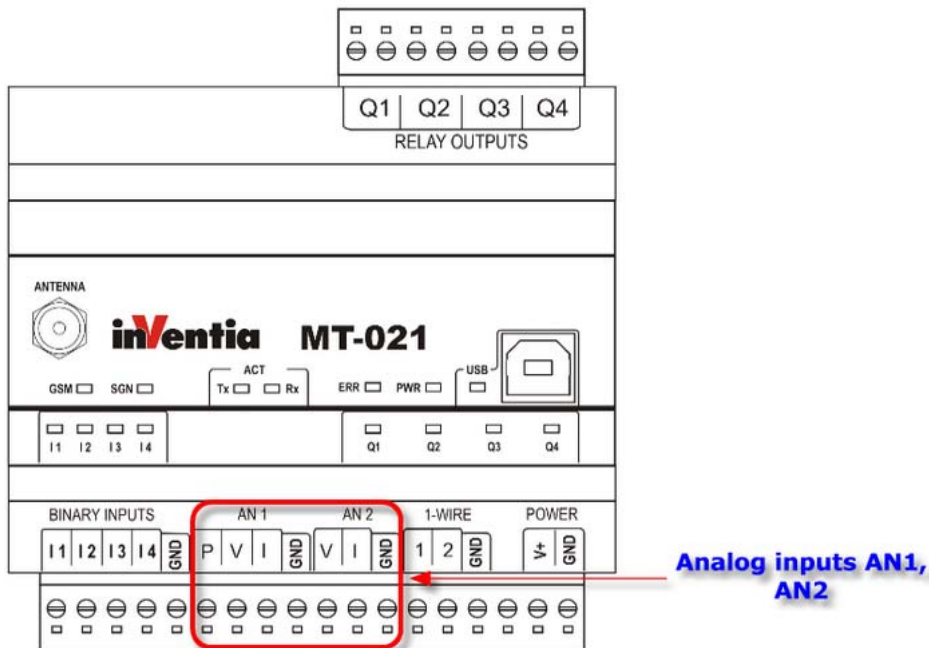 Q1 Q2 Q3 Q4
RELAY OUTPUTS
ANTENNA
inVentia MT-021
ACT
USB
GSM SGN Tx Rx ERR PWR
I1 I2 I3 I4 Q1 Q2 Q3 Q4
BINARY INPUTS AN 1 AN 2 1-WIRE POWER
I1 I2 I3 I4 GND P V I GND V I GND 1 2 GND V+ GND
Analog inputs AN1,
AN2